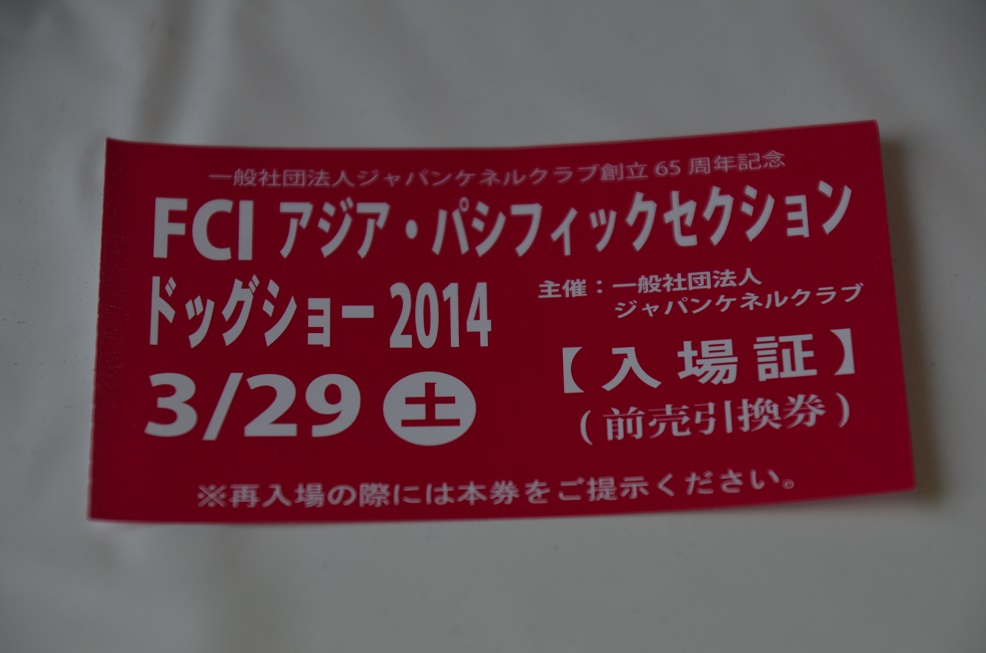 一般社団法人ジャパンケネルクラブ創立65周年記念
FCI アジア・パシフィックセクション
ドッグショー 2014
主催：一般社団法人
ジャパンケネルクラブ
3/29 土
【入場証】
(前売引換券)
※再入場の際には本券をご提示ください。